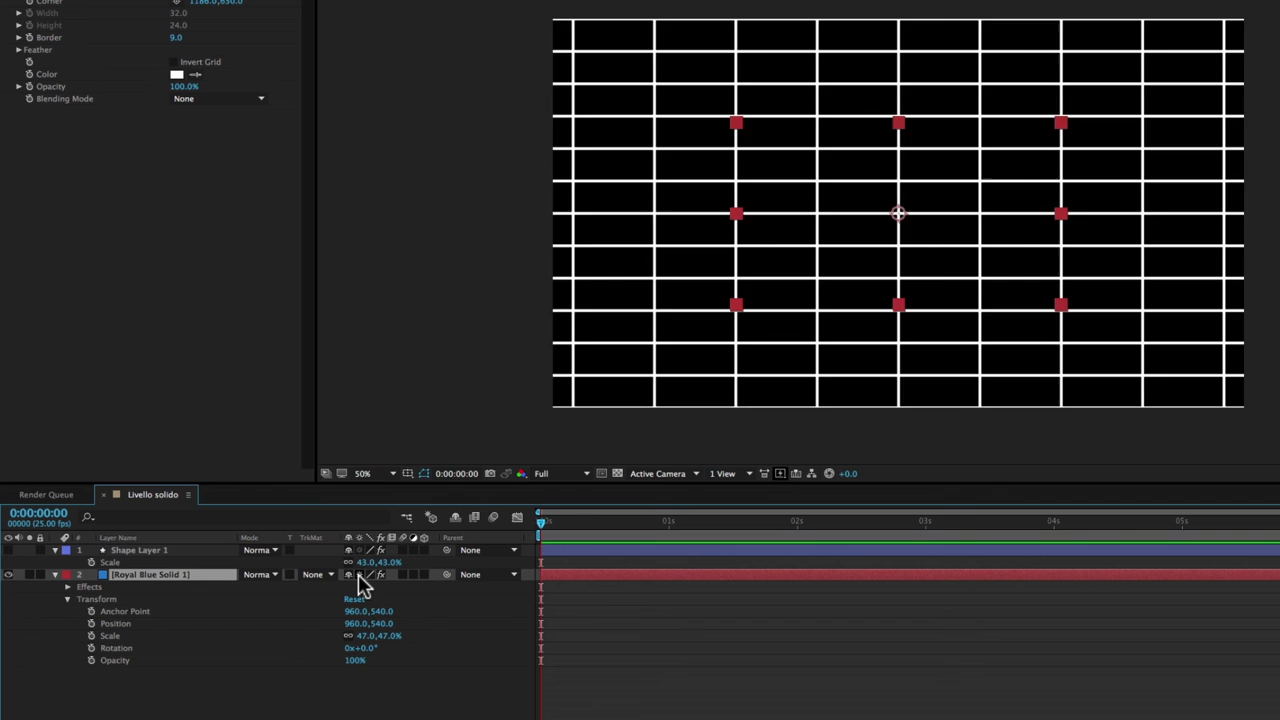 Corner 1186.0,650.0
Width 32.0
Height 24.0
Border 9.0
Feather
Invert Grid
Color
Opacity 100.0%
Blending Mode None
50% 0:00:00:00 Full Active Camera 1 View +0.0
Render Queue Livello solido
0:00:00:00
00000 (25.00 fps)
# Layer Name Mode T TrkMat Parent
01s 02s 03s 04s 05s
1 Shape Layer 1 Norma None
Scale 43.0,43.0%
2 [Royal Blue Solid 1] Norma None None
Effects
Transform Reset
Anchor Point 960.0,540.0
Position 960.0,540.0
Scale 47.0,47.0%
Rotation 0x+0.0°
Opacity 100%